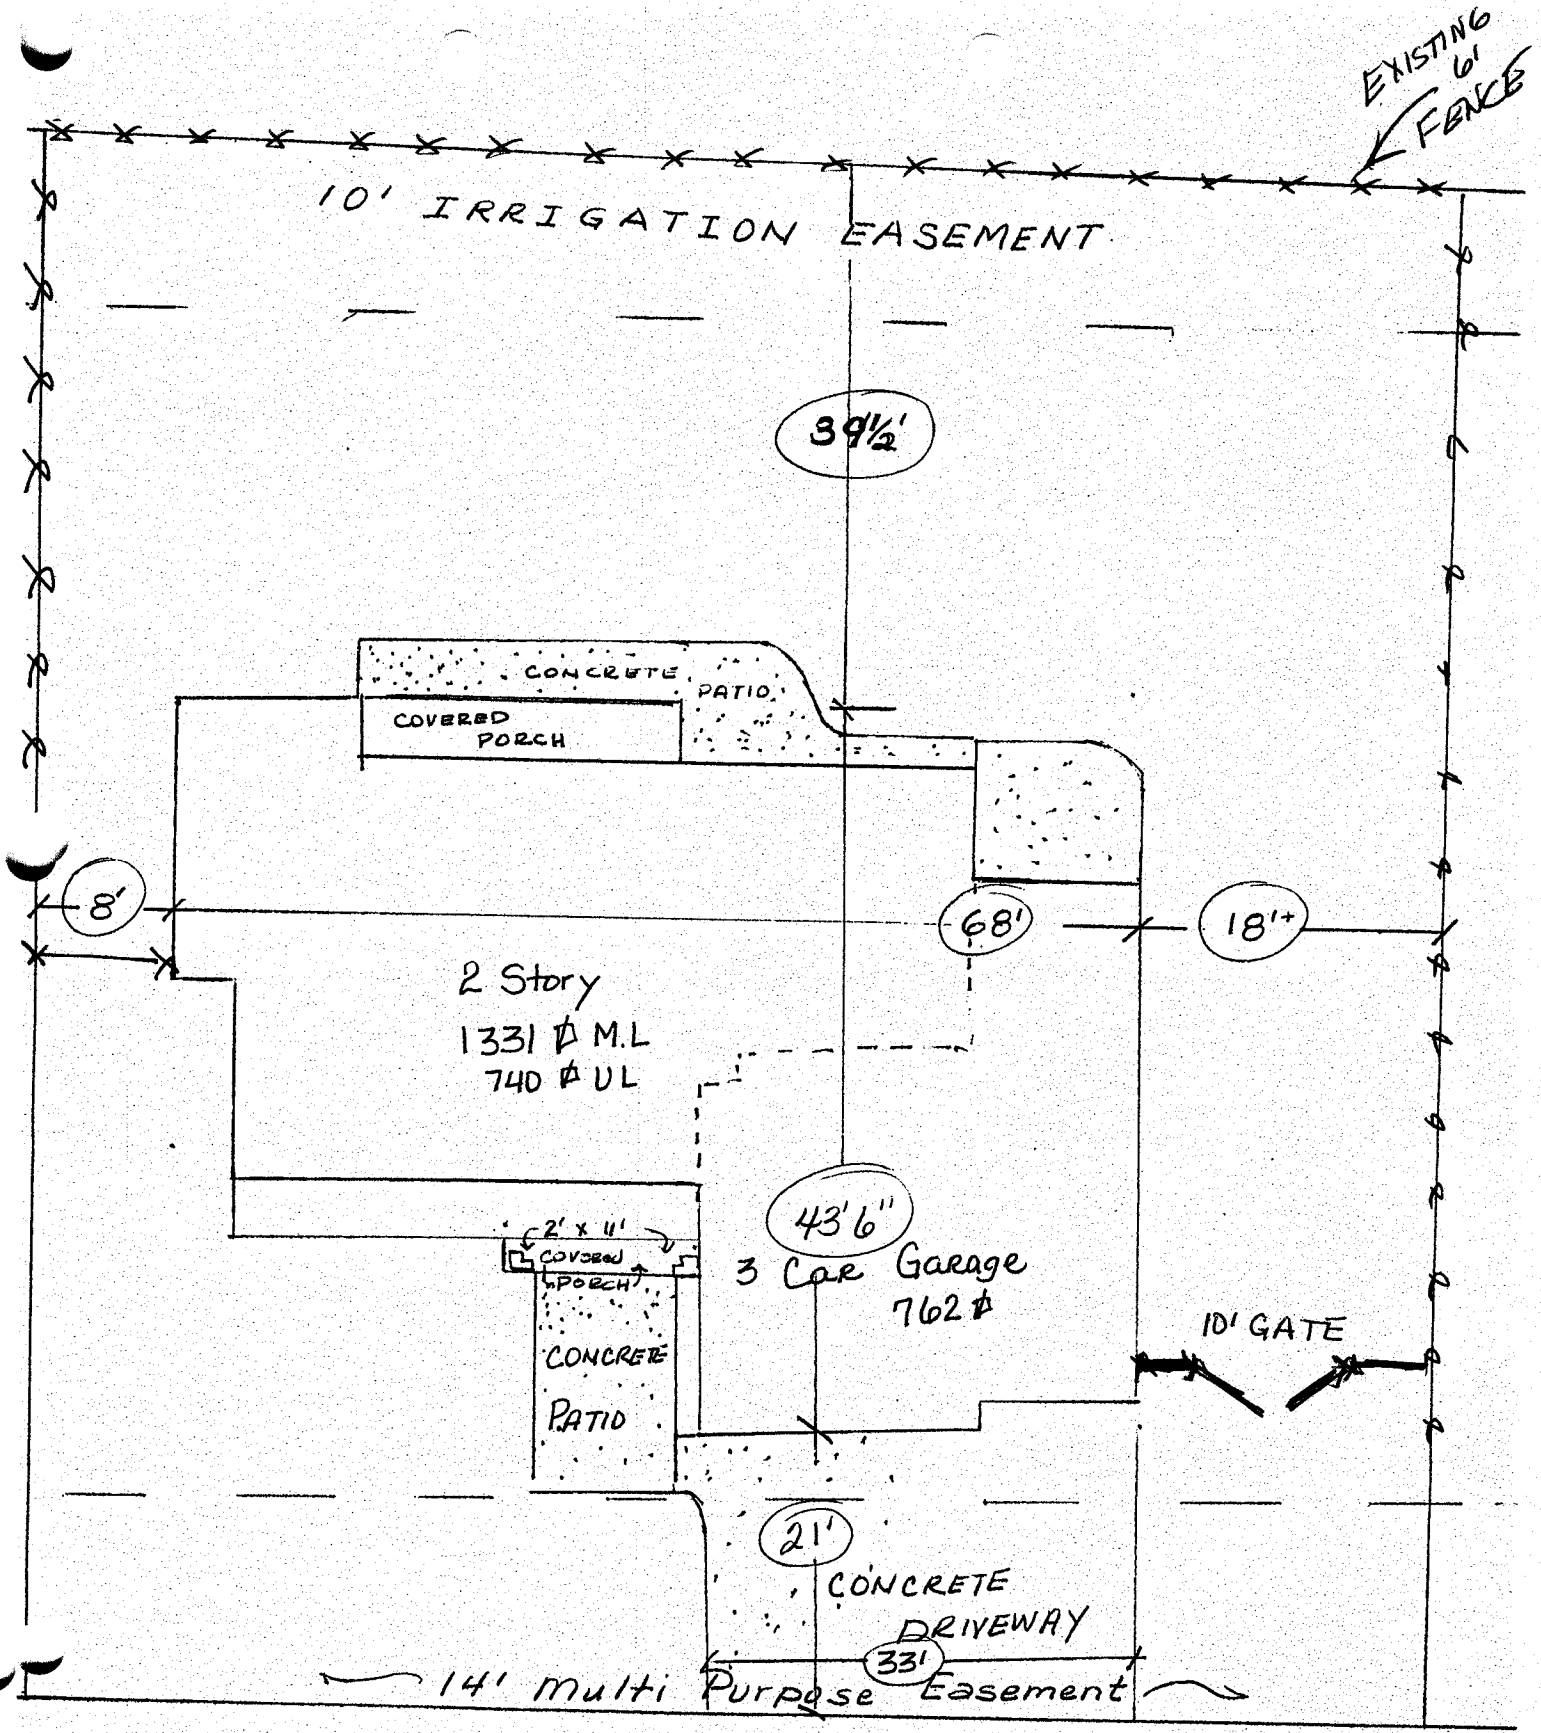 EXISTING
6'
FENCE
10' IRRIGATION EASEMENT
39½'
CONCRETE
PATIO
COVERED
PORCH
8'
68'
18'+
2 Story
1331 ⌷ M.L
740 ⌷ UL
43'6"
2' x 11'
COVERED
PORCH
3 Car Garage
762 ⌷
10' GATE
CONCRETE
PATIO
21'
CONCRETE
DRIVEWAY
33'
14' Multi Purpose Easement